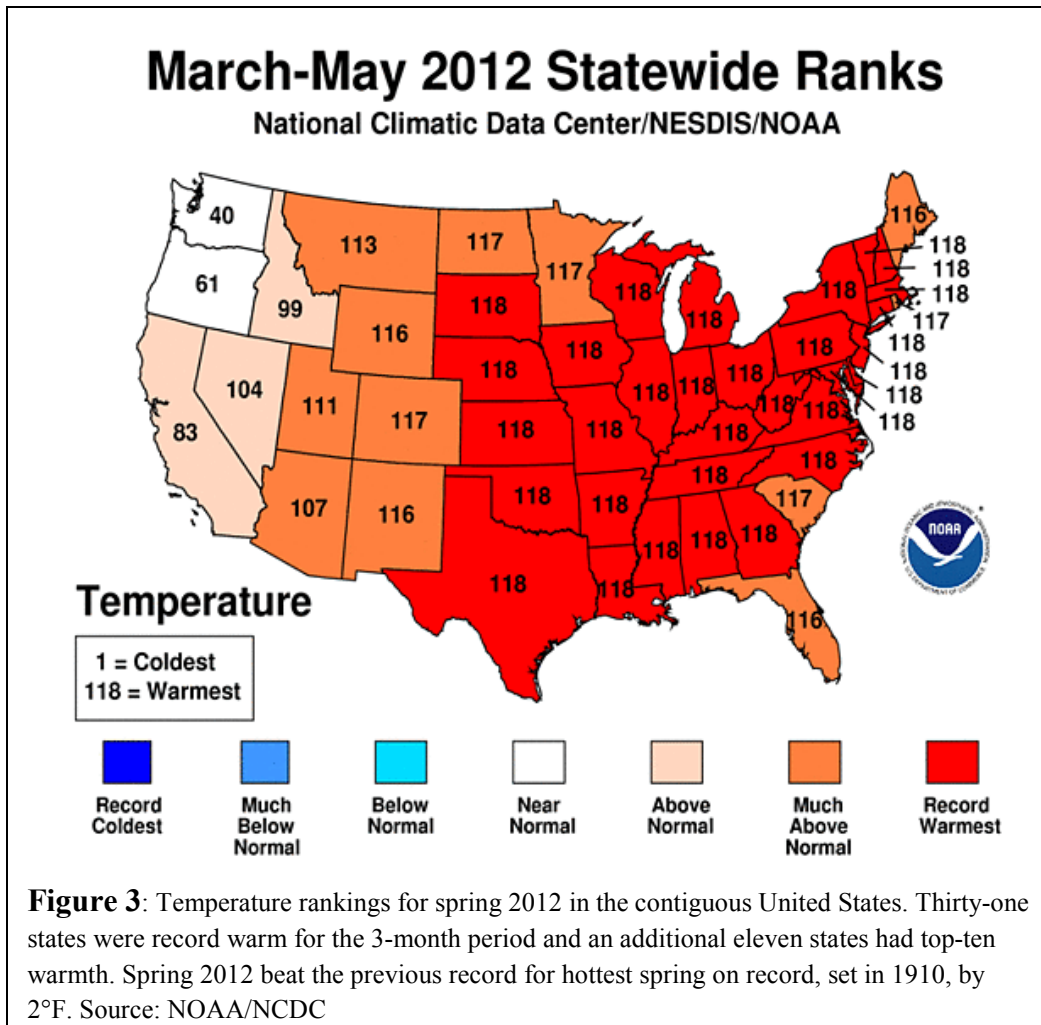 March-May 2012 Statewide Ranks
National Climatic Data Center/NESDIS/NOAA
40
113
117
117
116
118
118
118
117
118
118
118
118
61
99
116
118
118
118
118
118
118
118
118
118
118
118
83
104
111
117
118
118
118
118
118
118
107
116
118
118
118
118
117
118
118
118
118
118
116
NOAA
Temperature
1 = Coldest
118 = Warmest
Record Coldest
Much Below Normal
Below Normal
Near Normal
Above Normal
Much Above Normal
Record Warmest
Figure 3: Temperature rankings for spring 2012 in the contiguous United States. Thirty-one
states were record warm for the 3-month period and an additional eleven states had top-ten
warmth. Spring 2012 beat the previous record for hottest spring on record, set in 1910, by
2°F. Source: NOAA/NCDC